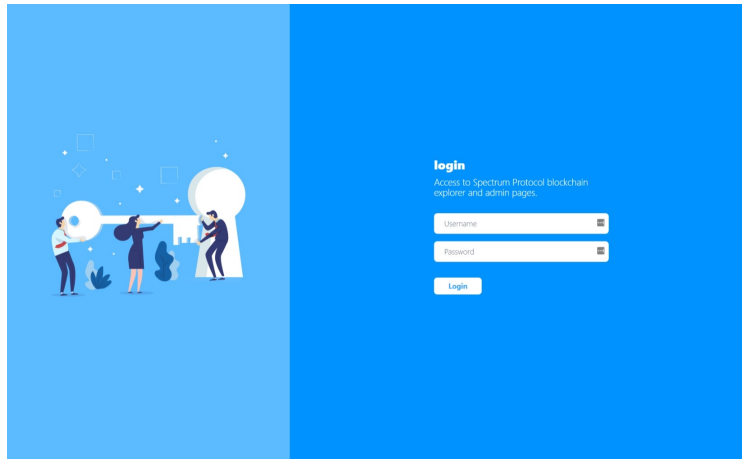 login
Access to Spectrum Protocol blockchain
explorer and admin pages.
Username
Password
Login